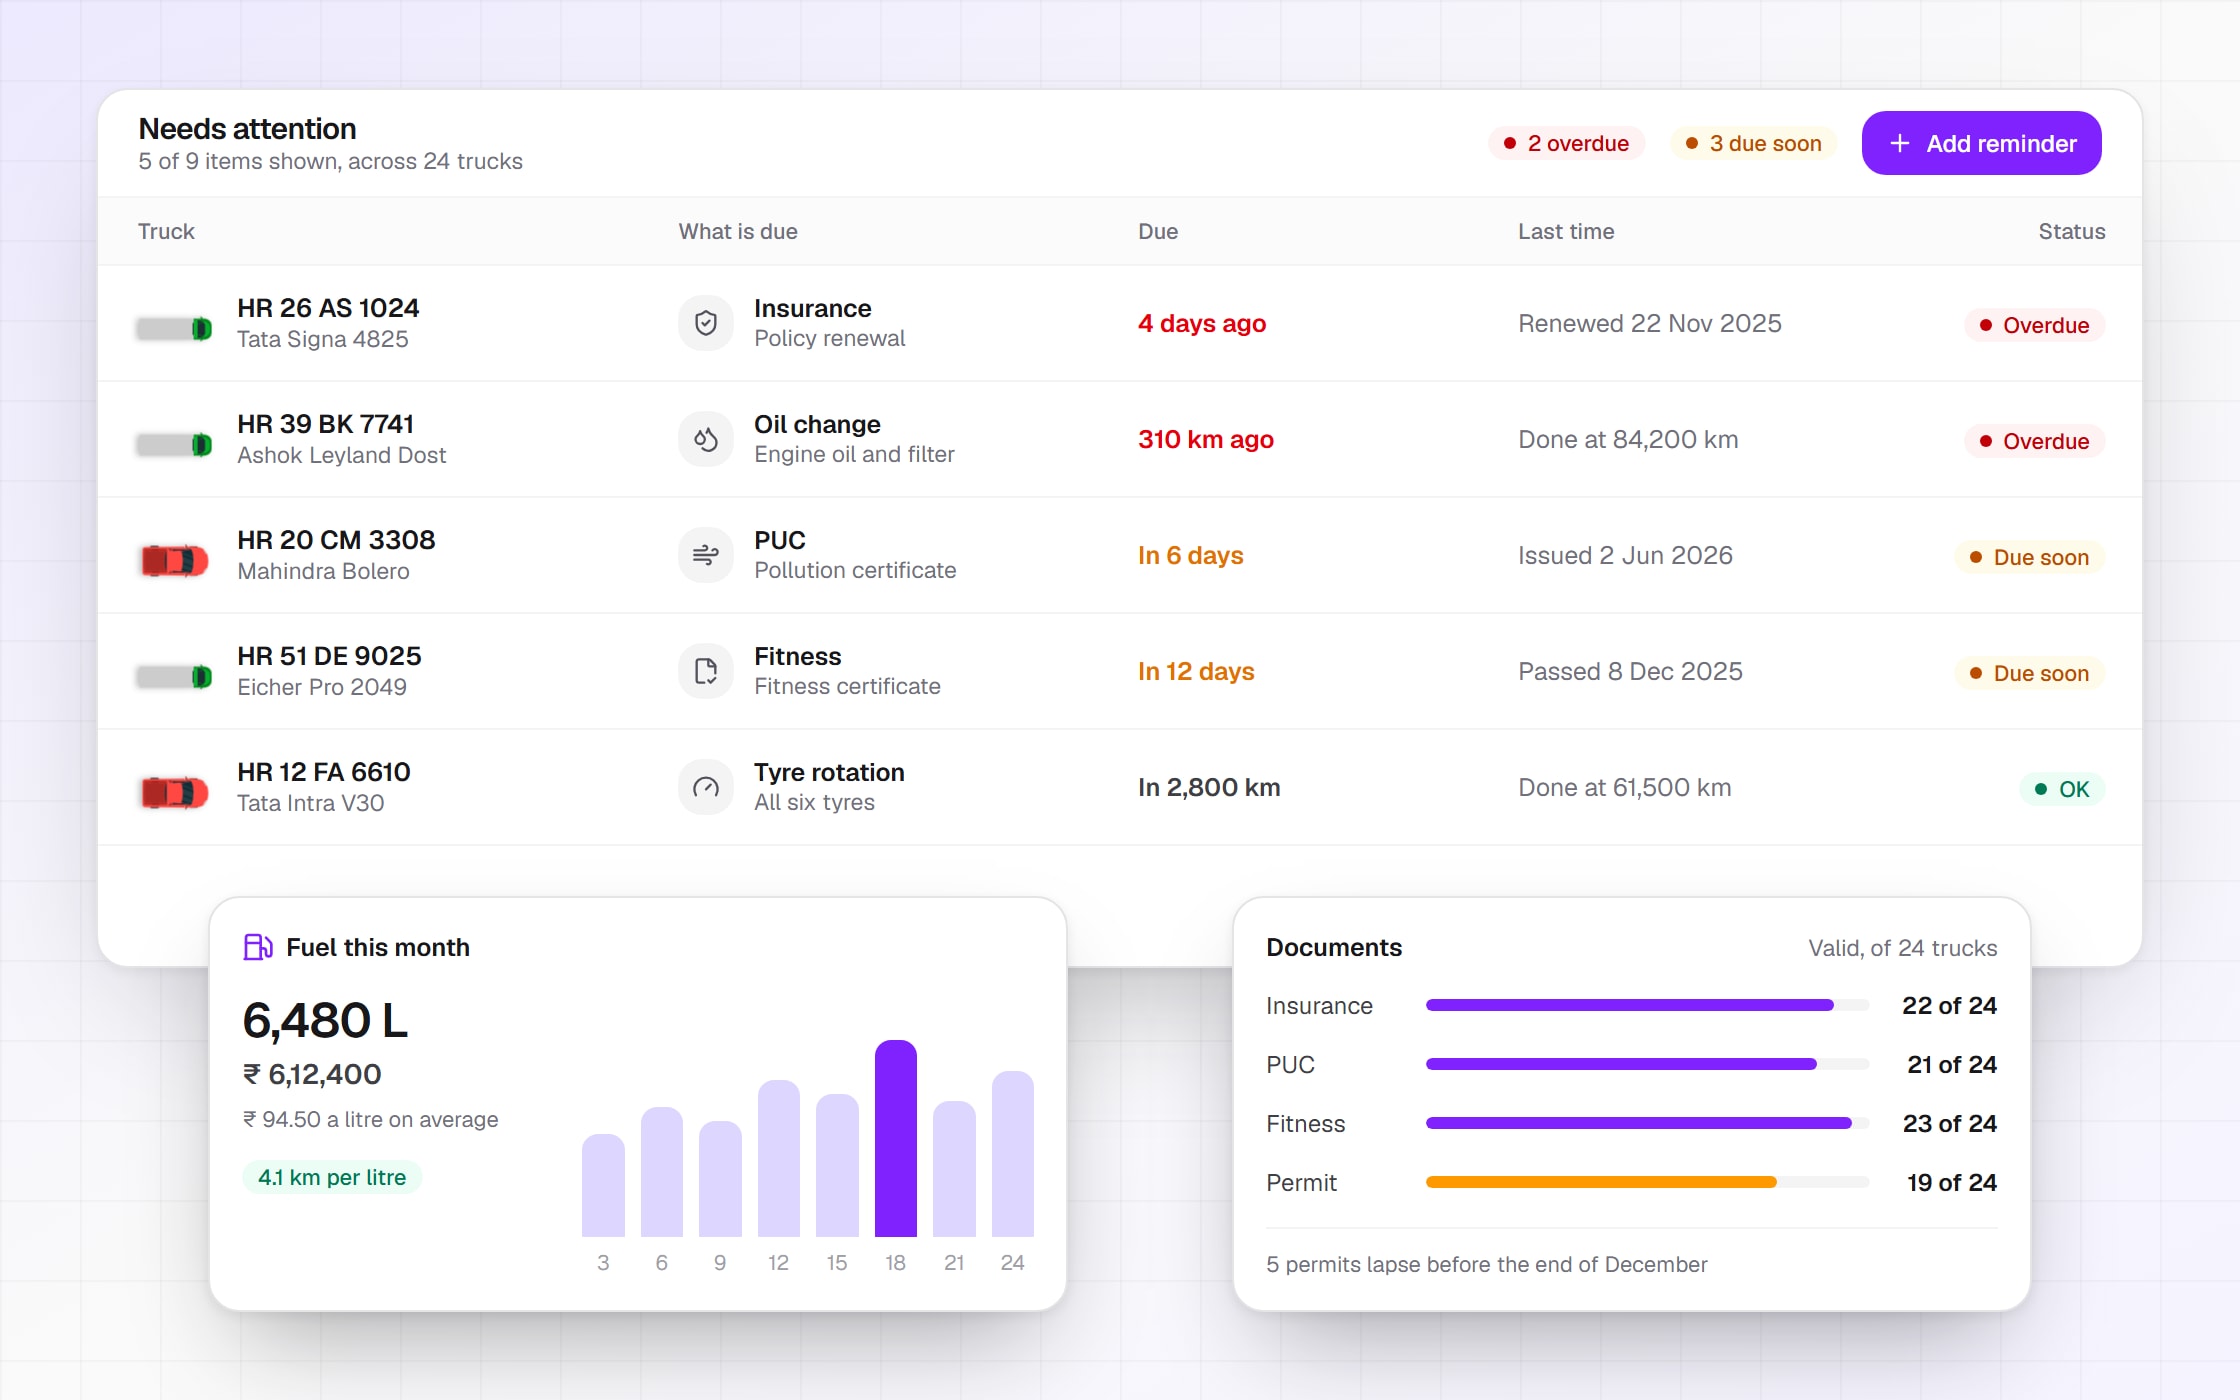 Needs attention
5 of 9 items shown, across 24 trucks
2 overdue
3 due soon
Add reminder
Truck What is due Due Last time Status
HR 26 AS 1024
Tata Signa 4825
Insurance
Policy renewal
4 days ago
Renewed 22 Nov 2025
Overdue
HR 39 BK 7741
Ashok Leyland Dost
Oil change
Engine oil and filter
310 km ago
Done at 84,200 km
Overdue
HR 20 CM 3308
Mahindra Bolero
PUC
Pollution certificate
In 6 days
Issued 2 Jun 2026
Due soon
HR 51 DE 9025
Eicher Pro 2049
Fitness
Fitness certificate
In 12 days
Passed 8 Dec 2025
Due soon
HR 12 FA 6610
Tata Intra V30
Tyre rotation
All six tyres
In 2,800 km
Done at 61,500 km
OK
Fuel this month
6,480 L
₹ 6,12,400
₹ 94.50 a litre on average
4.1 km per litre
3 6 9 12 15 18 21 24
Documents
Valid, of 24 trucks
Insurance 22 of 24
PUC 21 of 24
Fitness 23 of 24
Permit 19 of 24
5 permits lapse before the end of December